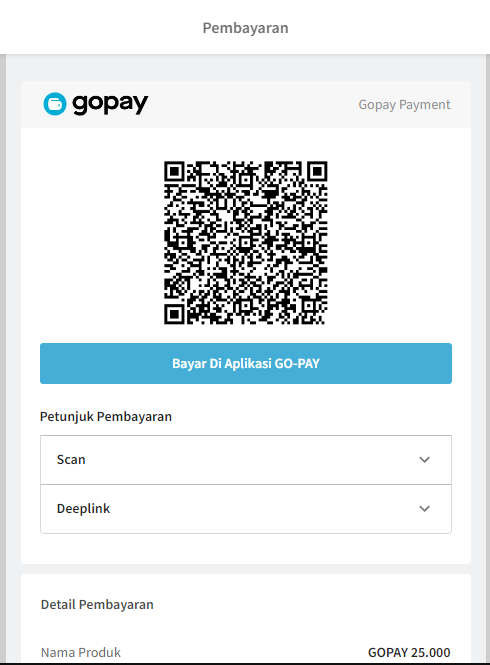 Pembayaran
gopay
Gopay Payment
Bayar Di Aplikasi GO-PAY
Petunjuk Pembayaran
Scan
Deeplink
Detail Pembayaran
Nama Produk
GOPAY 25.000